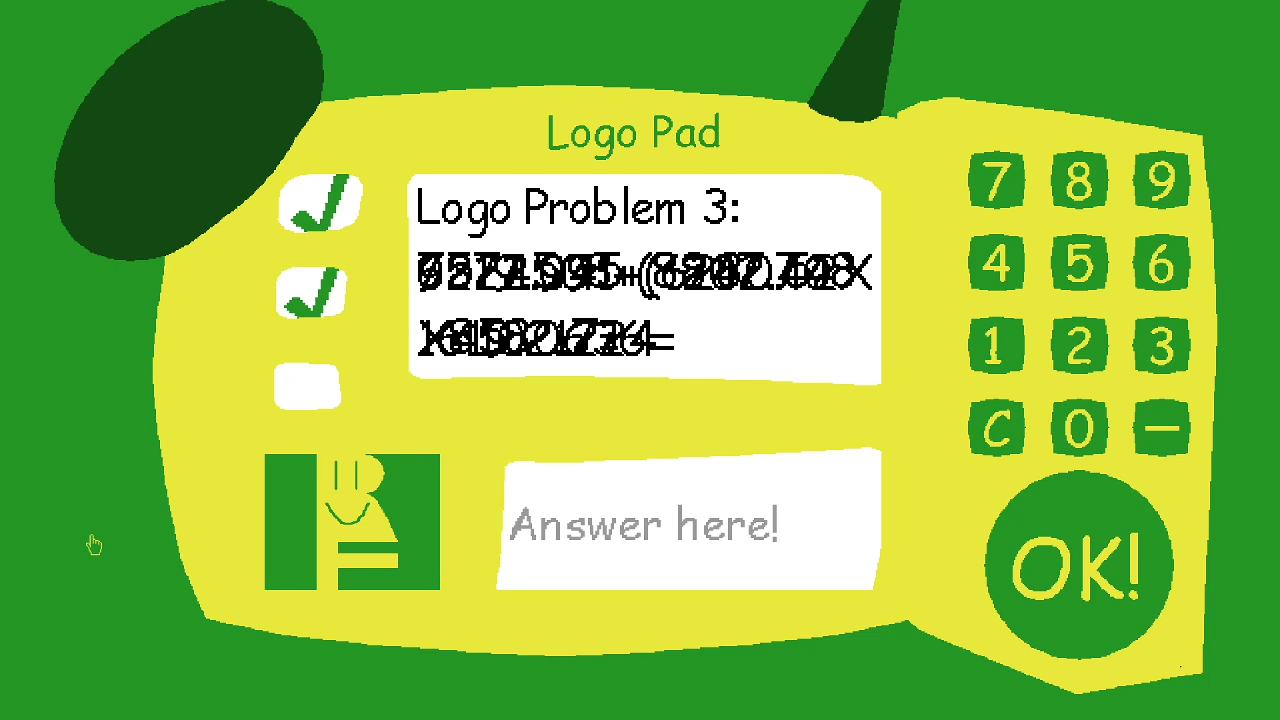 Logo Pad
Logo Problem 3:
7 8 9
4 5 6
1 2 3
C 0 —
Answer here!
OK!